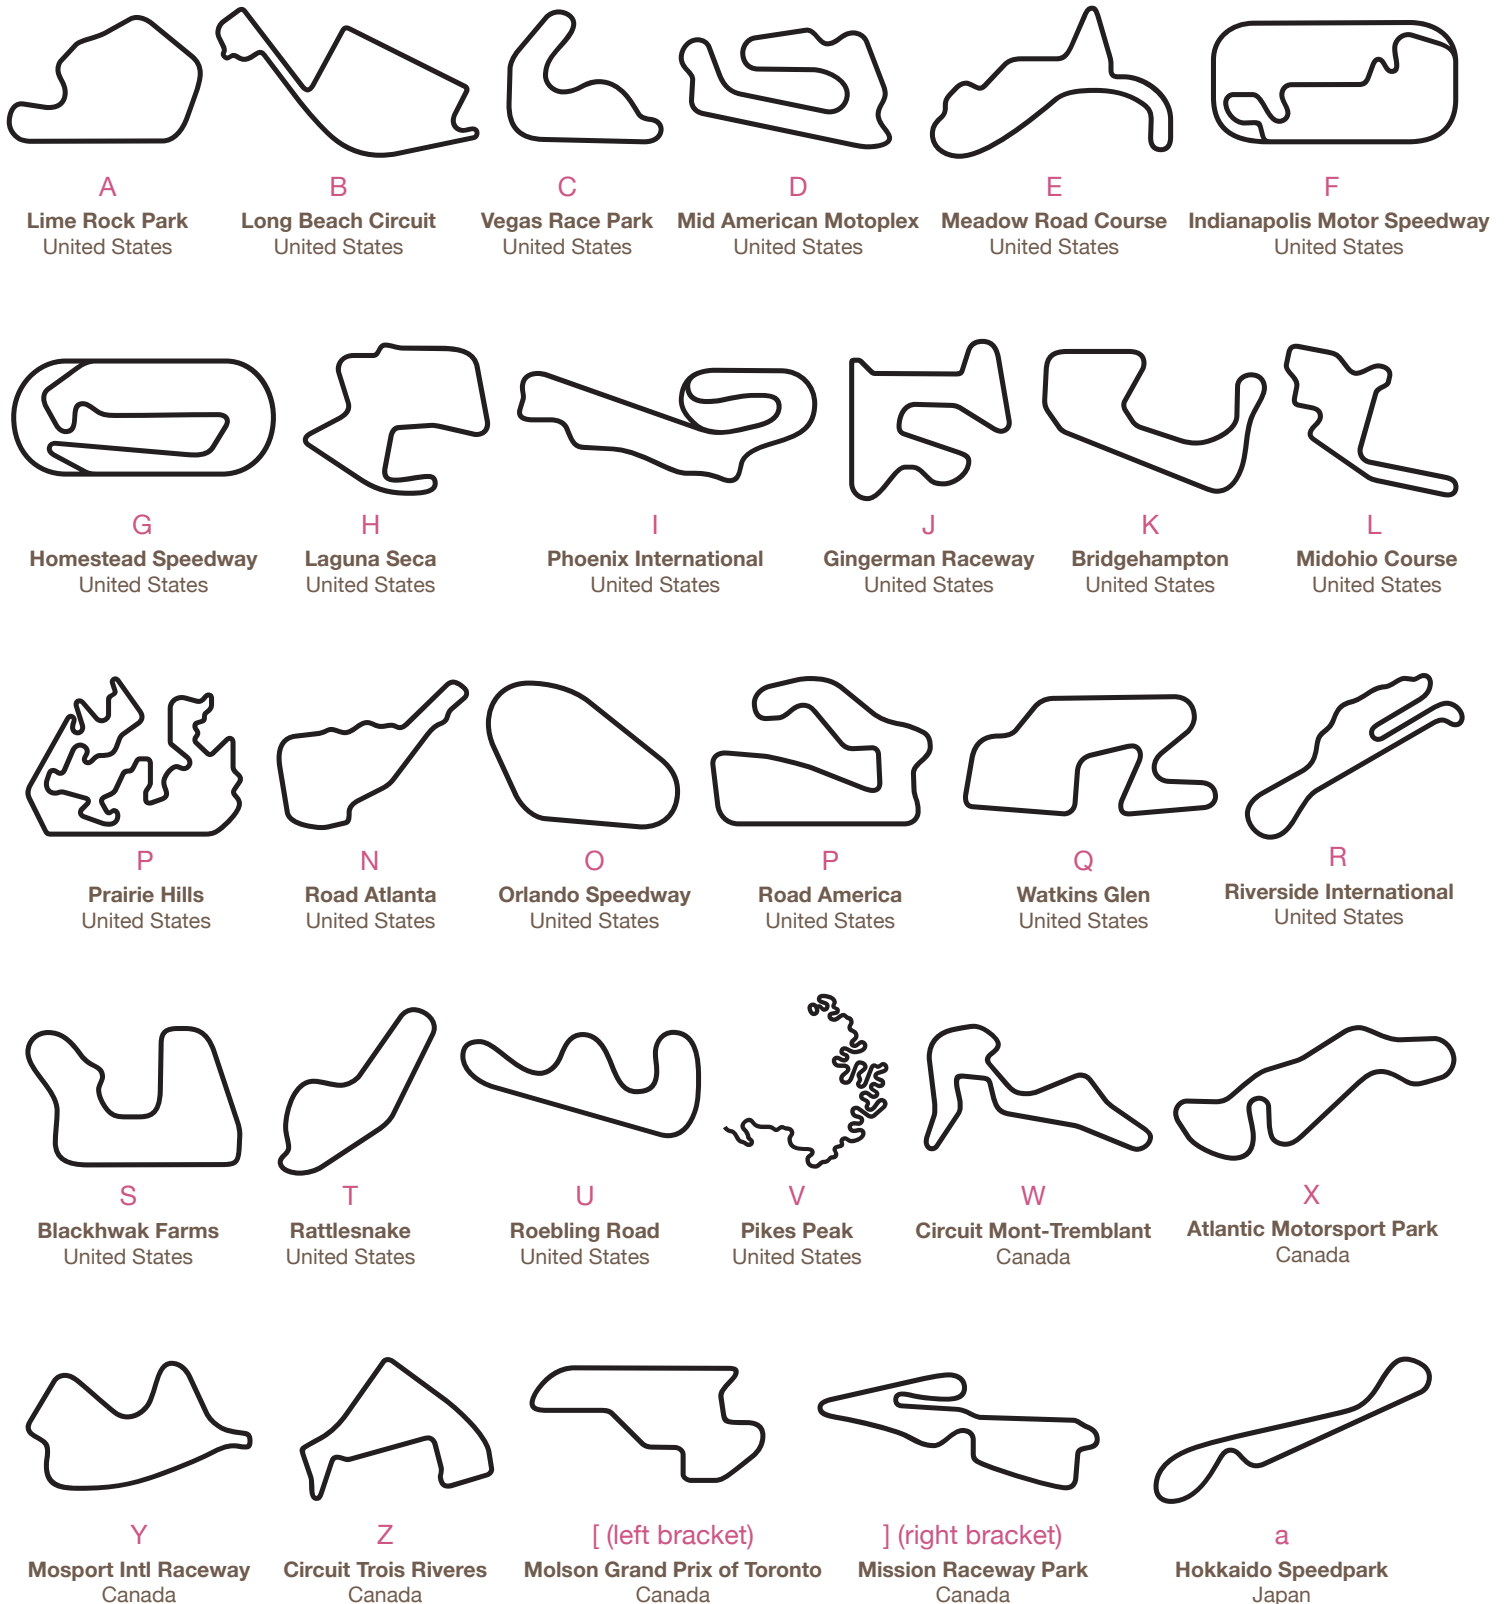 A B C D E F
Lime Rock Park Long Beach Circuit Vegas Race Park Mid American Motoplex Meadow Road Course Indianapolis Motor Speedway
United States United States United States United States United States United States
G H I J K L
Homestead Speedway Laguna Seca Phoenix International Gingerman Raceway Bridgehampton Midohio Course
United States United States United States United States United States United States
P N O P Q R
Prairie Hills Road Atlanta Orlando Speedway Road America Watkins Glen Riverside International
United States United States United States United States United States United States
S T U V W X
Blackhwak Farms Rattlesnake Roebling Road Pikes Peak Circuit Mont-Tremblant Atlantic Motorsport Park
United States United States United States United States Canada Canada
Y Z [ (left bracket) ] (right bracket) a
Mosport Intl Raceway Circuit Trois Riveres Molson Grand Prix of Toronto Mission Raceway Park Hokkaido Speedpark
Canada Canada Canada Canada Japan